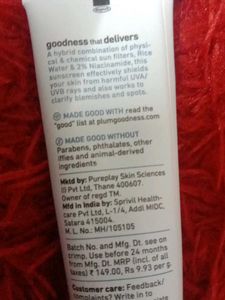 goodness that delivers
A hybrid combination of physi-
cal & chemical sun filters, Rice
Water & 2% Niacinamide, this
sunscreen effectively shields
your skin from harmful UVA/
UVB rays and also works to
clarify blemishes and spots.
MADE GOOD WITH read the
"good" list at plumgoodness.com
MADE GOOD WITHOUT
Parabens, phthalates, other
iffies and animal-derived
ingredients
Mktd by: Pureplay Skin Sciences
(I) Pvt Ltd, Thane 400607.
Owner of regd TM.
Mfd in India by: Sprivil Health-
care Pvt Ltd, L-1/4, Addl MIDC,
Satara 415004.
M. L. No.: MH/105105
Batch No. and Mfg. Dt. see on
crimp. Use before 24 months
from Mfg. Dt. MRP (incl. of all
taxes) ₹ 149.00, Rs 9.93 per g.
Customer care: Feedback/
complaints? Write in to